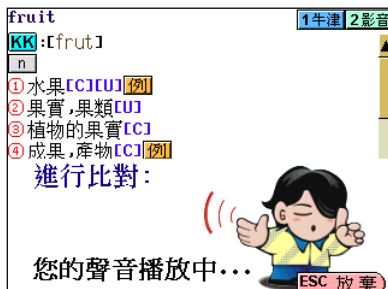 fruit 1牛津 2影音
KK:[frut]
n
①水果[C][U]例
②果實,果類[U]
③植物的果實[C]
④成果,產物[C]例
進行比對:
您的聲音播放中...
ESC 放棄